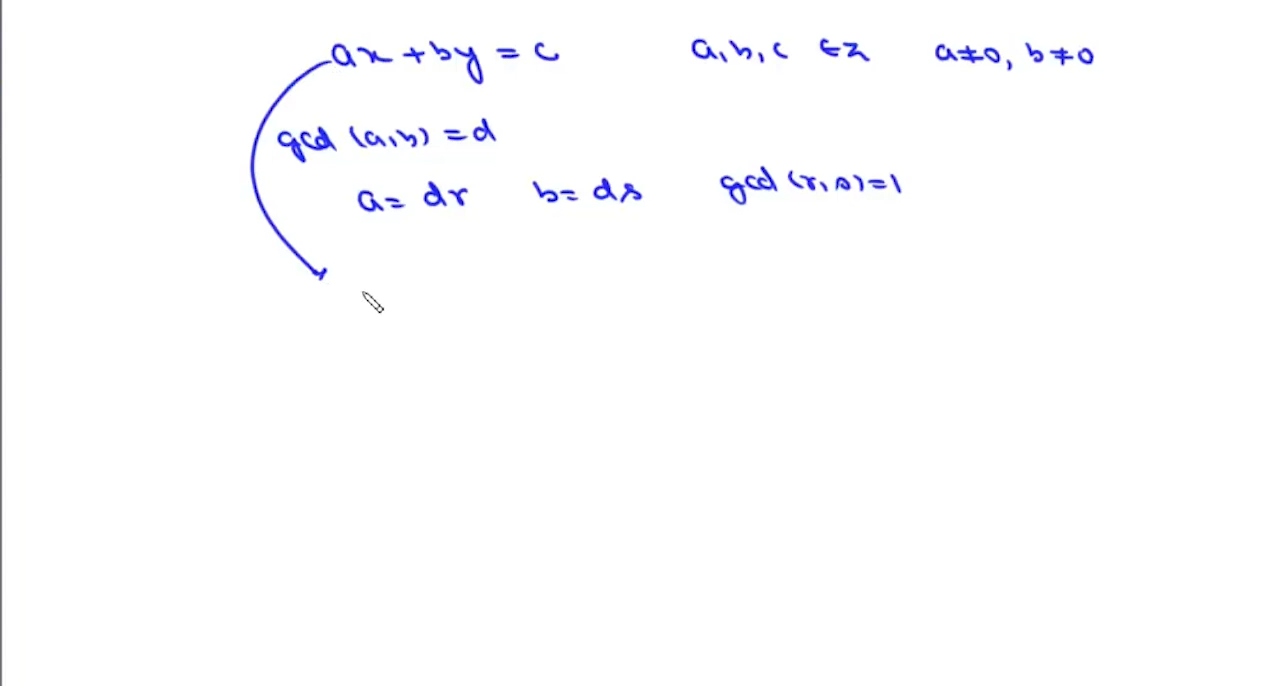 ax + by = c a, b, c ∈ z a≠0, b≠0
gcd (a, b) = d
a = dr b = ds gcd (r, s) = 1